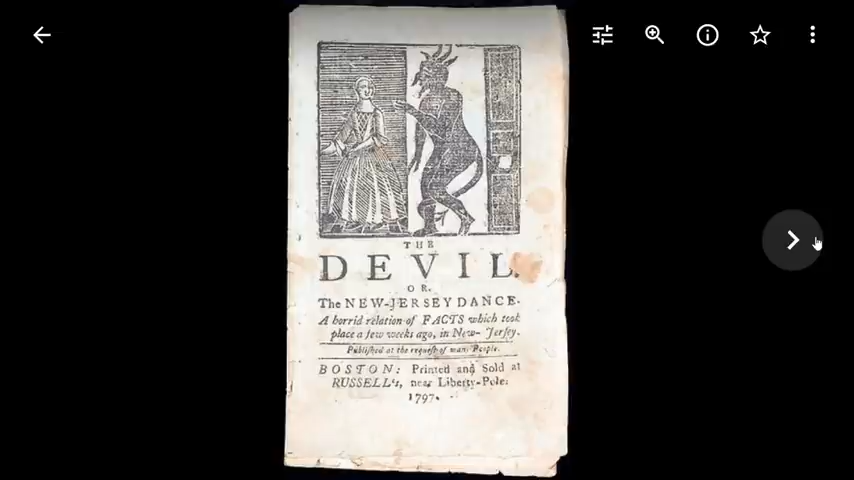 THE
DEVIL
OR,
The NEW-JERSEY DANCE.
A horrid relation of FACTS which took
place a few weeks ago, in New-Jersey.
Published at the request of many People.
BOSTON: Printed and Sold at
RUSSELL's, near Liberty-Pole.
1797.